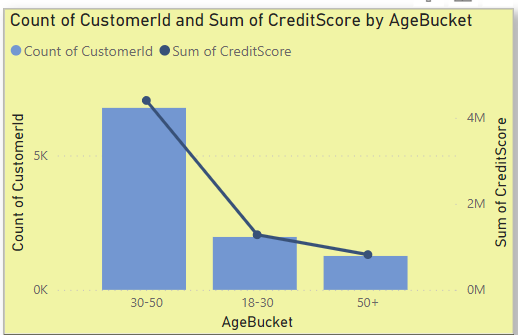 Count of CustomerId and Sum of CreditScore by AgeBucket
Count of CustomerId Sum of CreditScore
Count of CustomerId
5K
0K
4M
2M
0M
Sum of CreditScore
30-50 18-30 50+
AgeBucket